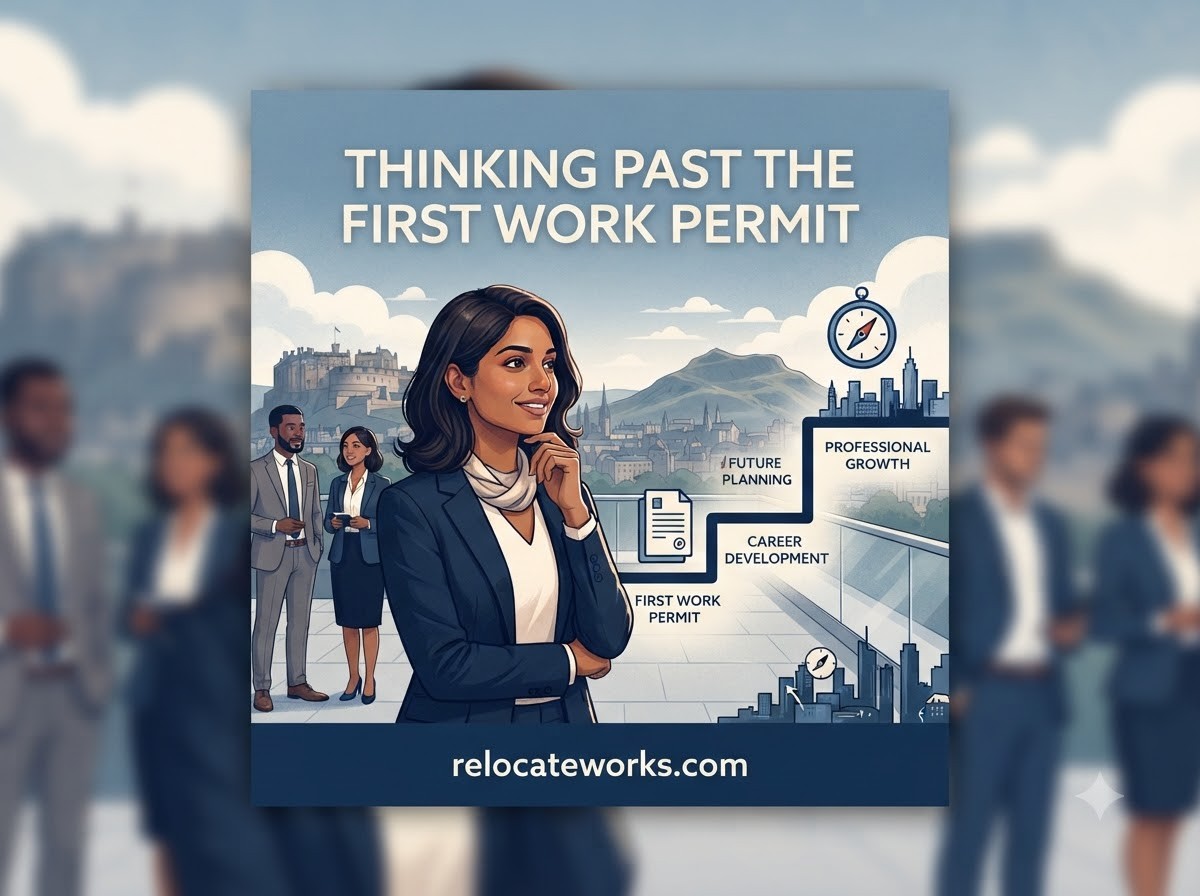 THINKING PAST THE
FIRST WORK PERMIT
FUTURE
PLANNING
PROFESSIONAL
GROWTH
CAREER
DEVELOPMENT
FIRST WORK
PERMIT
relocateworks.com